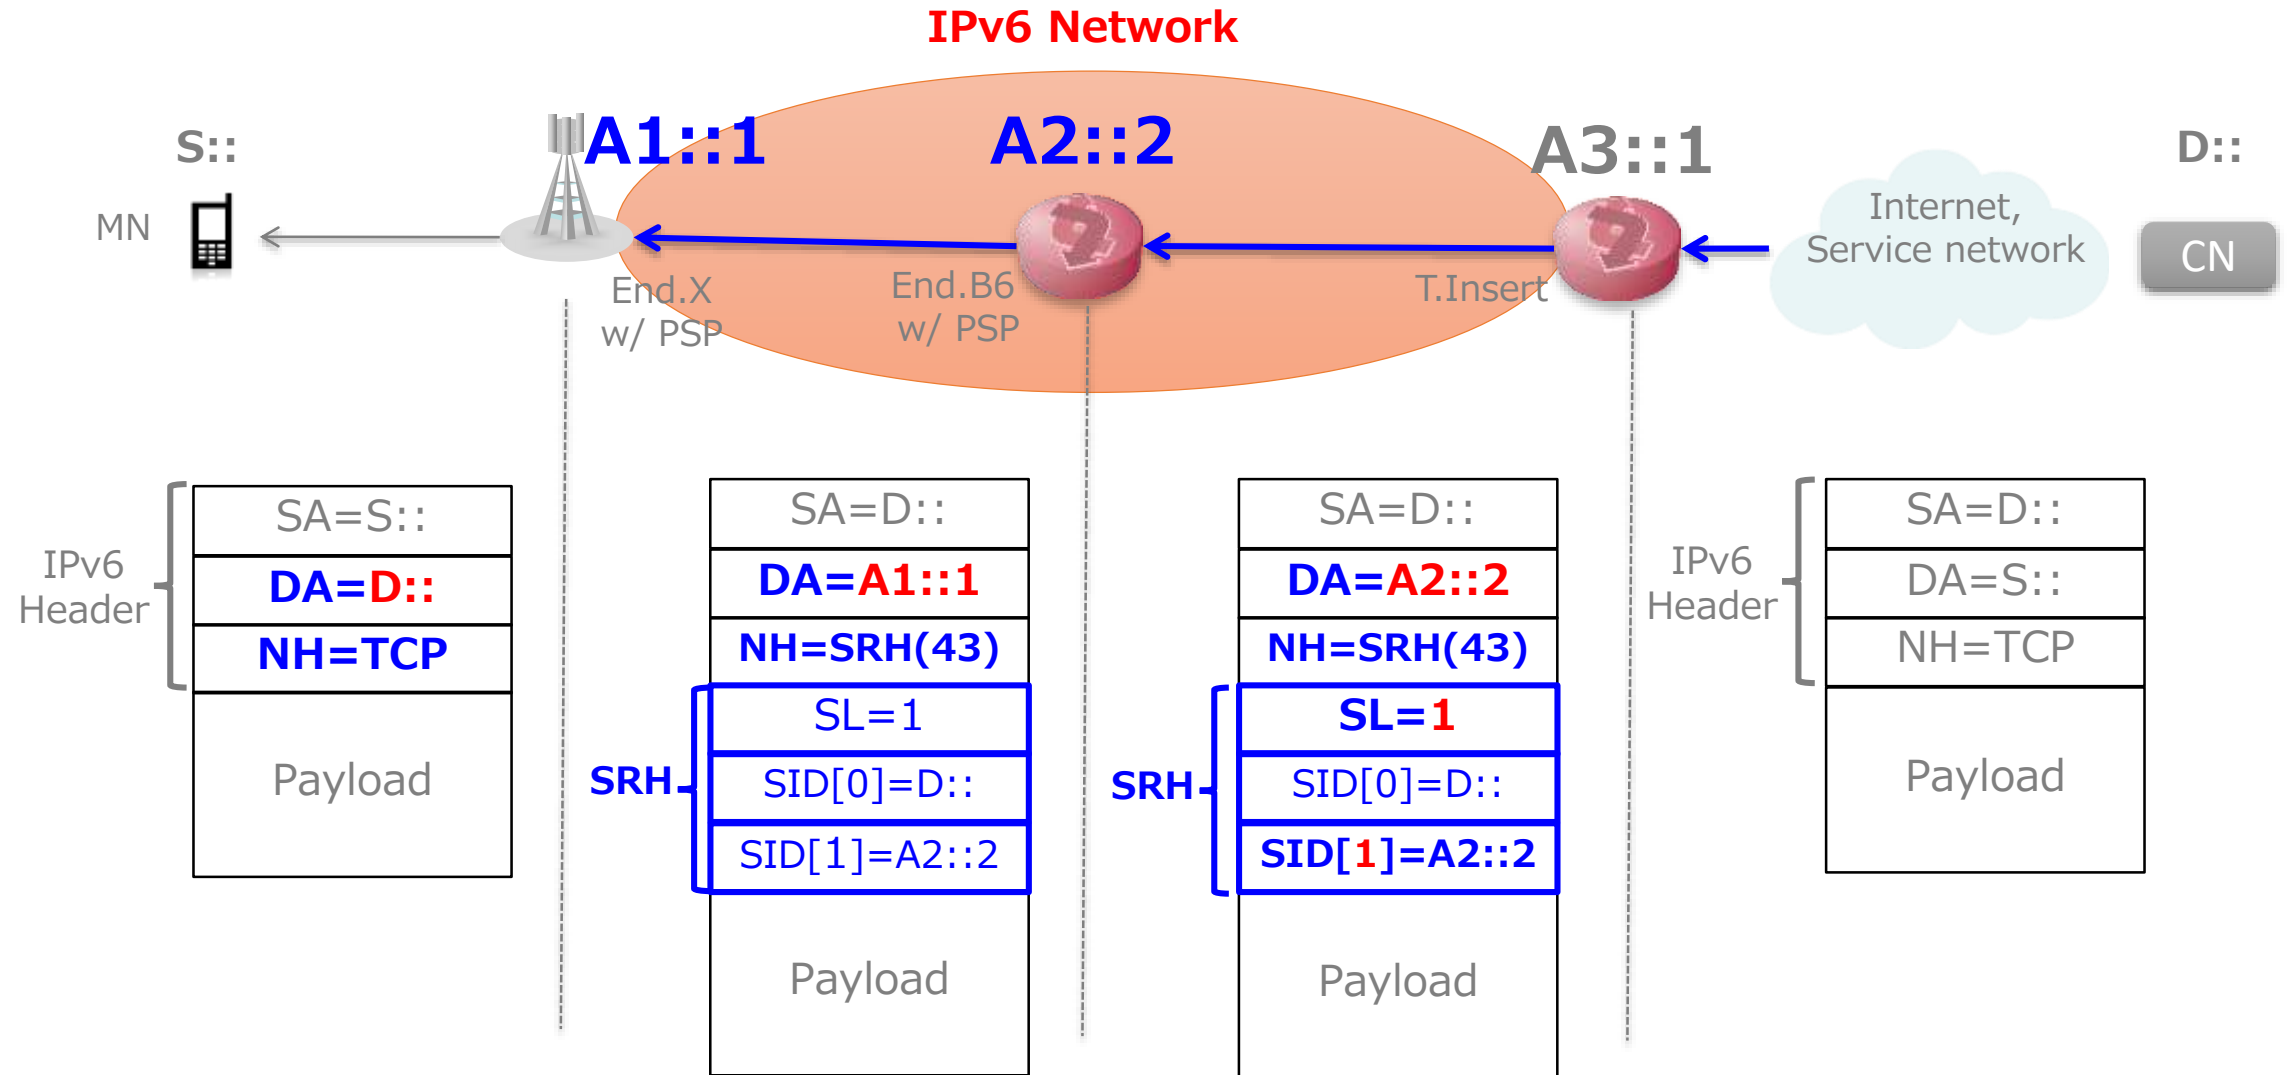 IPv6 Network
S::
A1::1
A2::2
A3::1
D::
MN
Internet,
Service network
CN
End.X
w/ PSP
End.B6
w/ PSP
T.Insert
IPv6
Header
SA=S::
DA=D::
NH=TCP
Payload
SA=D::
DA=A1::1
NH=SRH(43)
SRH
SL=1
SID[0]=D::
SID[1]=A2::2
Payload
SA=D::
DA=A2::2
NH=SRH(43)
SRH
SL=1
SID[0]=D::
SID[1]=A2::2
Payload
IPv6
Header
SA=D::
DA=S::
NH=TCP
Payload